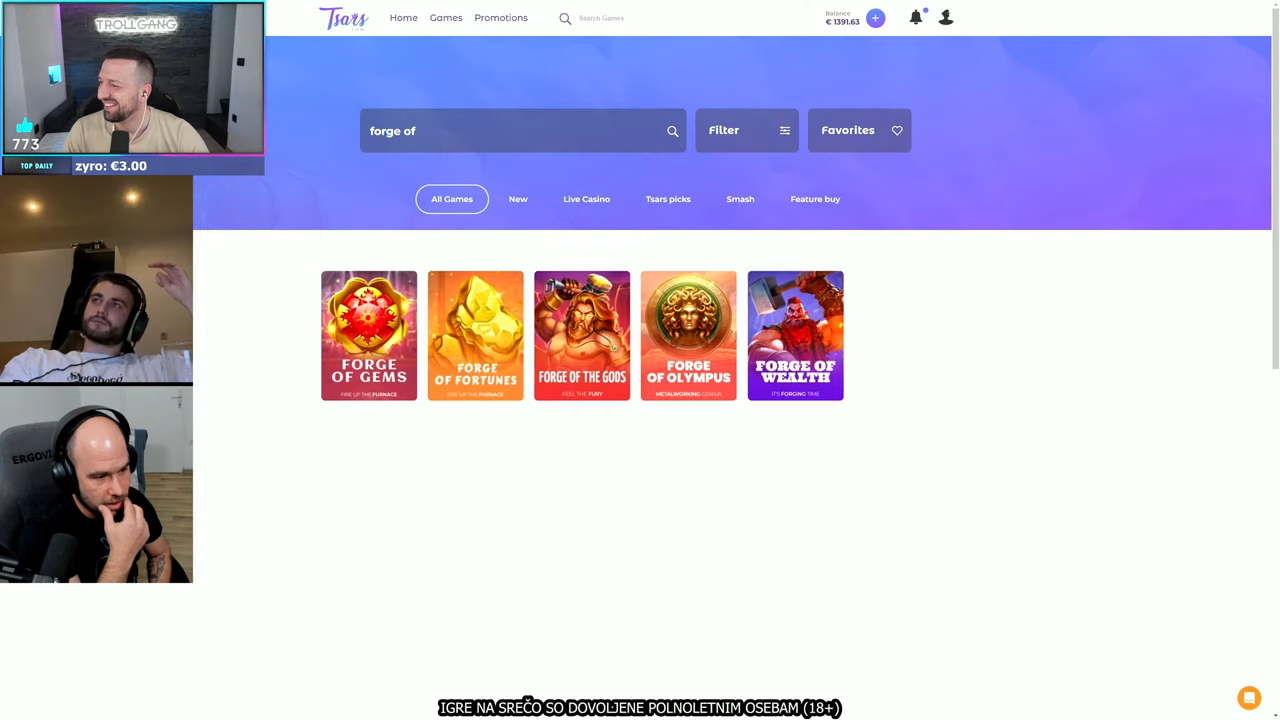 TROLLGANG
773
TOP DAILY
zyro: €3.00
ERGOVI
Tsars
Home
Games
Promotions
Search Games
Balance
€ 1391.63
forge of
Filter
Favorites
All Games
New
Live Casino
Tsars picks
Smash
Feature buy
FORGE
OF GEMS
FIRE UP THE FURNACE
FORGE
OF FORTUNES
FIRE UP THE FURNACE
FORGE OF THE GODS
FEEL THE FURY
FORGE
OF OLYMPUS
METALWORKING GENIUS
FORGE OF
WEALTH
IT'S FORGING TIME
IGRE NA SREČO SO DOVOLJENE POLNOLETNIM OSEBAM (18+)